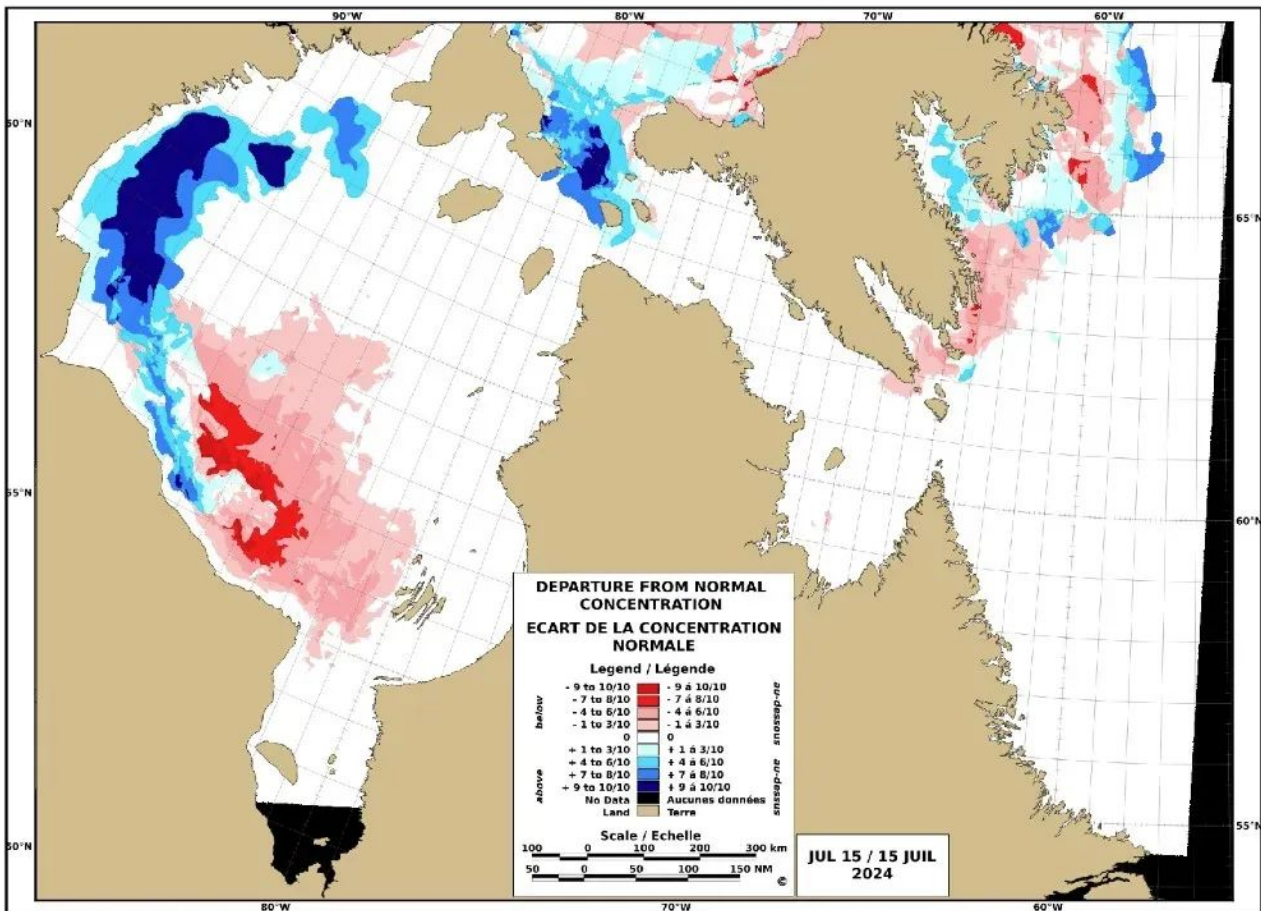 90°W 80°W 70°W 60°W
60°N
65°N
55°N
60°N
50°N
55°N
DEPARTURE FROM NORMAL
CONCENTRATION
ECART DE LA CONCENTRATION
NORMALE
Legend / Légende
below
au-dessous
- 9 to 10/10 - 9 á 10/10
- 7 to 8/10 - 7 á 8/10
- 4 to 6/10 - 4 á 6/10
- 1 to 3/10 - 1 á 3/10
0 0
above
au-dessus
+ 1 to 3/10 + 1 á 3/10
+ 4 to 6/10 + 4 á 6/10
+ 7 to 8/10 + 7 á 8/10
+ 9 to 10/10 + 9 á 10/10
No Data Aucunes données
Land Terre
Scale / Echelle
100 0 100 200 300 km
50 0 50 100 150 NM
©
JUL 15 / 15 JUIL
2024
80°W 70°W 60°W